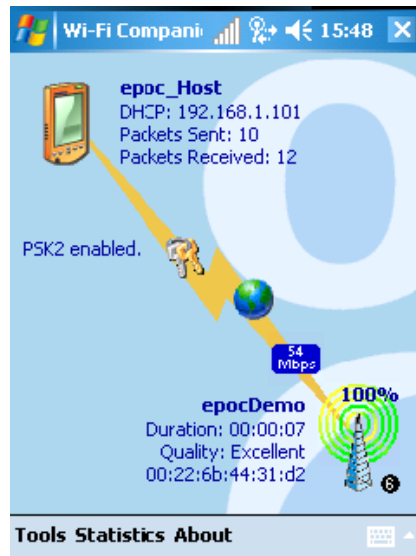 Wi-Fi Compani 15:48
epoc_Host
DHCP: 192.168.1.101
Packets Sent: 10
Packets Received: 12
PSK2 enabled.
54
Mbps
100%
epocDemo
Duration: 00:00:07
Quality: Excellent
00:22:6b:44:31:d2
6
Tools Statistics About